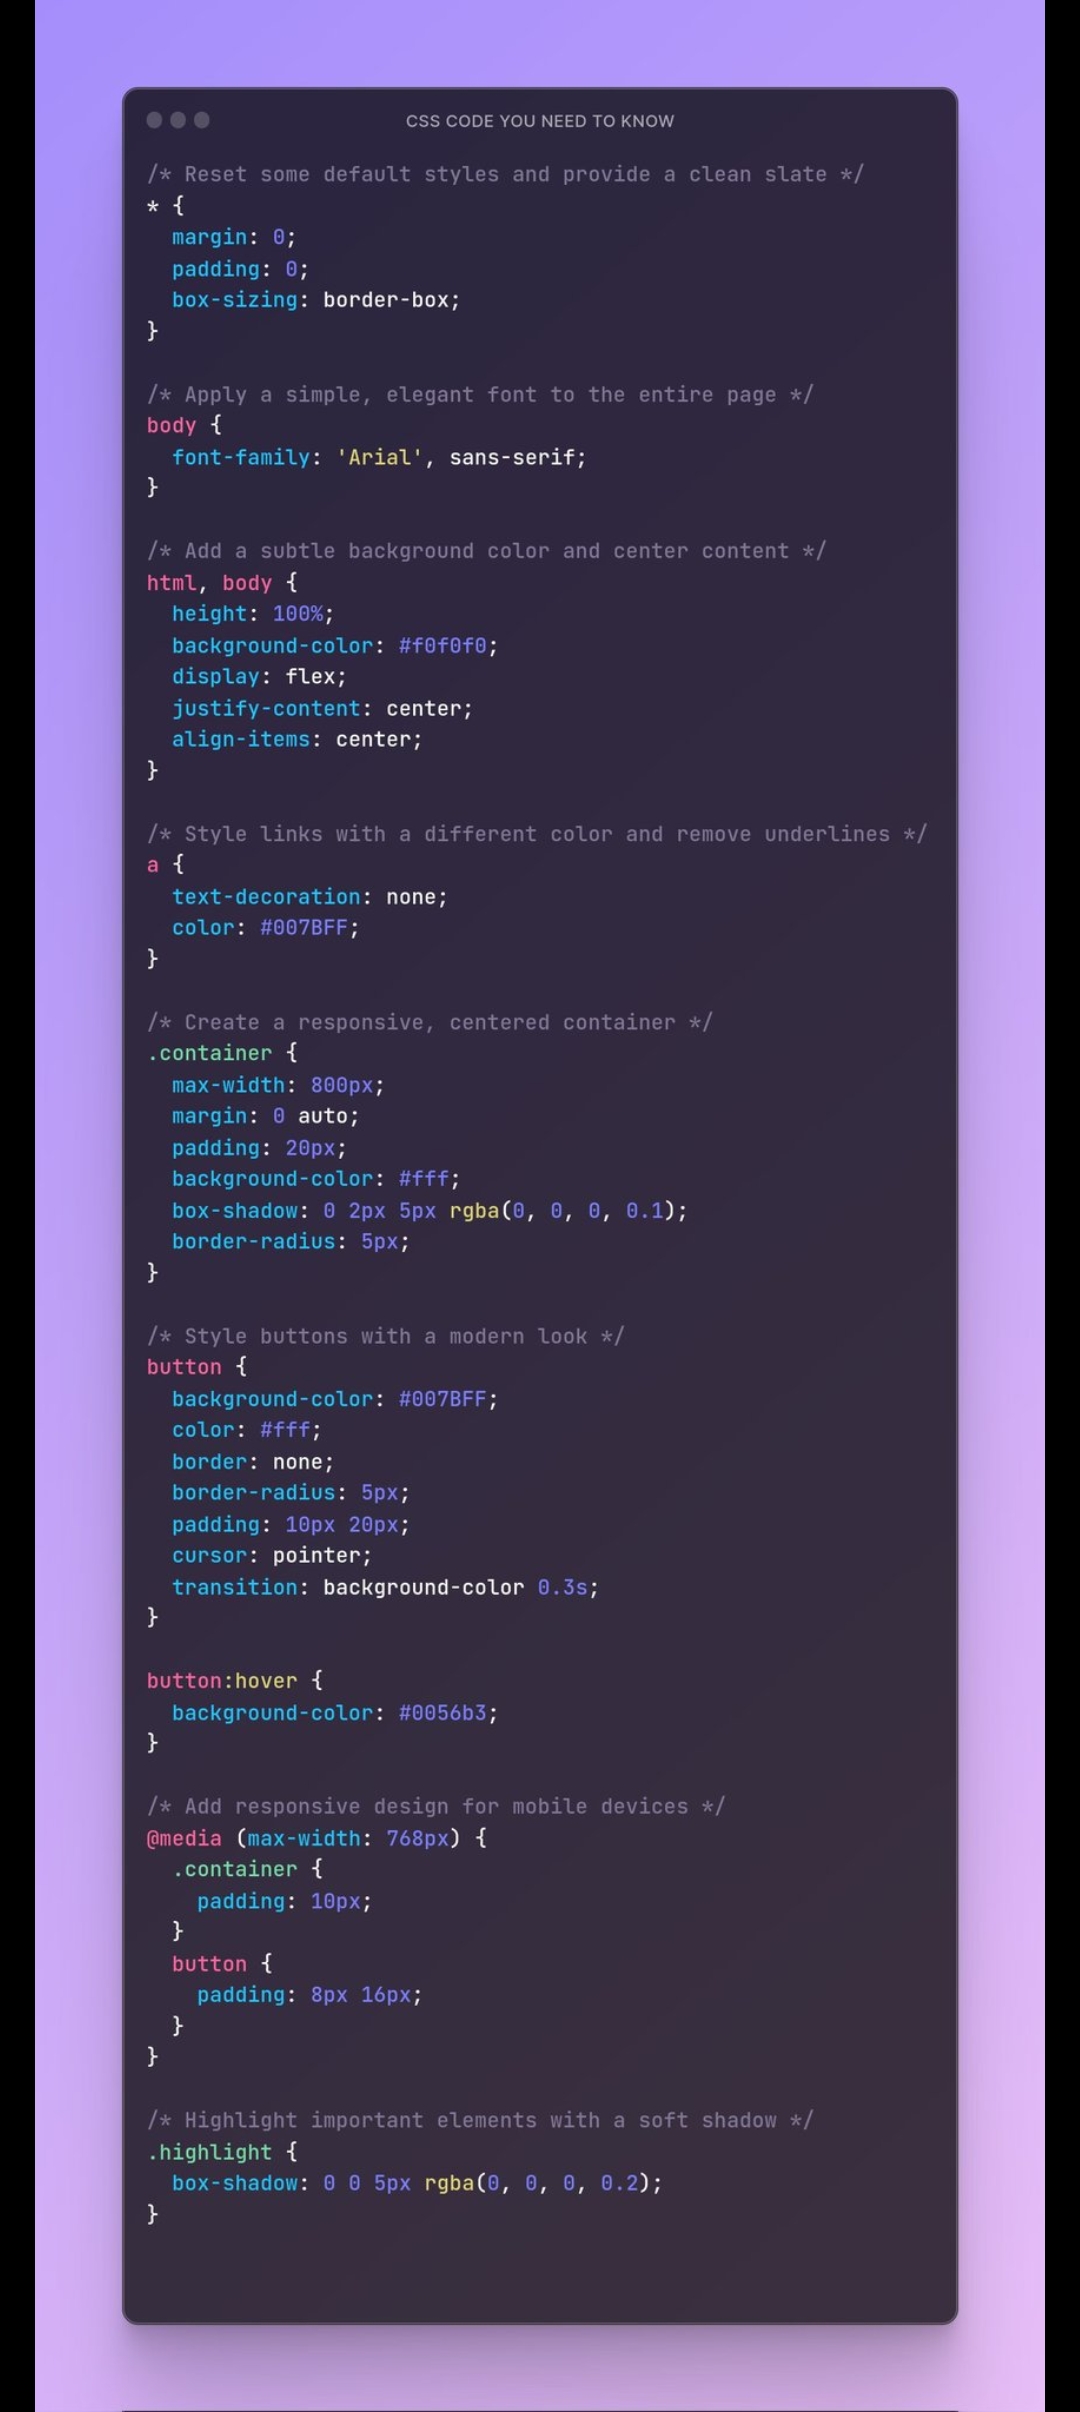 CSS CODE YOU NEED TO KNOW
/* Reset some default styles and provide a clean slate */
* {
  margin: 0;
  padding: 0;
  box-sizing: border-box;
}

/* Apply a simple, elegant font to the entire page */
body {
  font-family: 'Arial', sans-serif;
}

/* Add a subtle background color and center content */
html, body {
  height: 100%;
  background-color: #f0f0f0;
  display: flex;
  justify-content: center;
  align-items: center;
}

/* Style links with a different color and remove underlines */
a {
  text-decoration: none;
  color: #007BFF;
}

/* Create a responsive, centered container */
.container {
  max-width: 800px;
  margin: 0 auto;
  padding: 20px;
  background-color: #fff;
  box-shadow: 0 2px 5px rgba(0, 0, 0, 0.1);
  border-radius: 5px;
}

/* Style buttons with a modern look */
button {
  background-color: #007BFF;
  color: #fff;
  border: none;
  border-radius: 5px;
  padding: 10px 20px;
  cursor: pointer;
  transition: background-color 0.3s;
}

button:hover {
  background-color: #0056b3;
}

/* Add responsive design for mobile devices */
@media (max-width: 768px) {
  .container {
    padding: 10px;
  }
  button {
    padding: 8px 16px;
  }
}

/* Highlight important elements with a soft shadow */
.highlight {
  box-shadow: 0 0 5px rgba(0, 0, 0, 0.2);
}